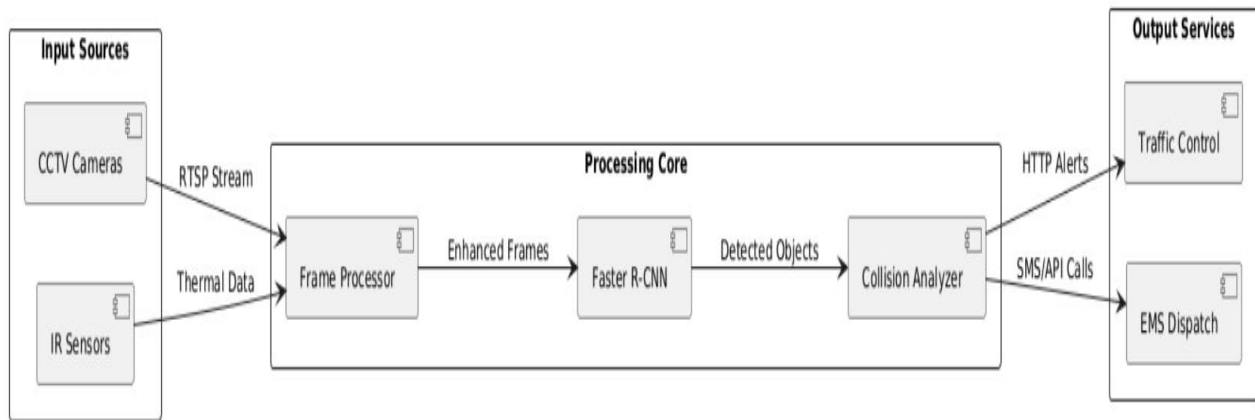 Input Sources
CCTV Cameras
IR Sensors
RTSP Stream
Thermal Data
Processing Core
Frame Processor
Enhanced Frames
Faster R-CNN
Detected Objects
Collision Analyzer
HTTP Alerts
SMS/API Calls
Output Services
Traffic Control
EMS Dispatch